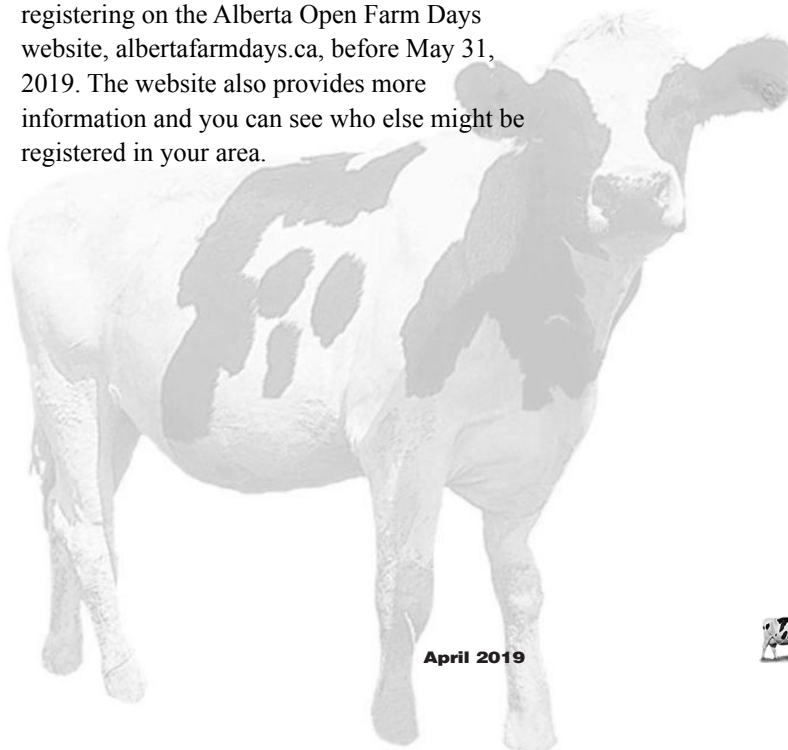 registering on the Alberta Open Farm Days
website, albertafarmdays.ca, before May 31,
2019. The website also provides more
information and you can see who else might be
registered in your area.
April 2019